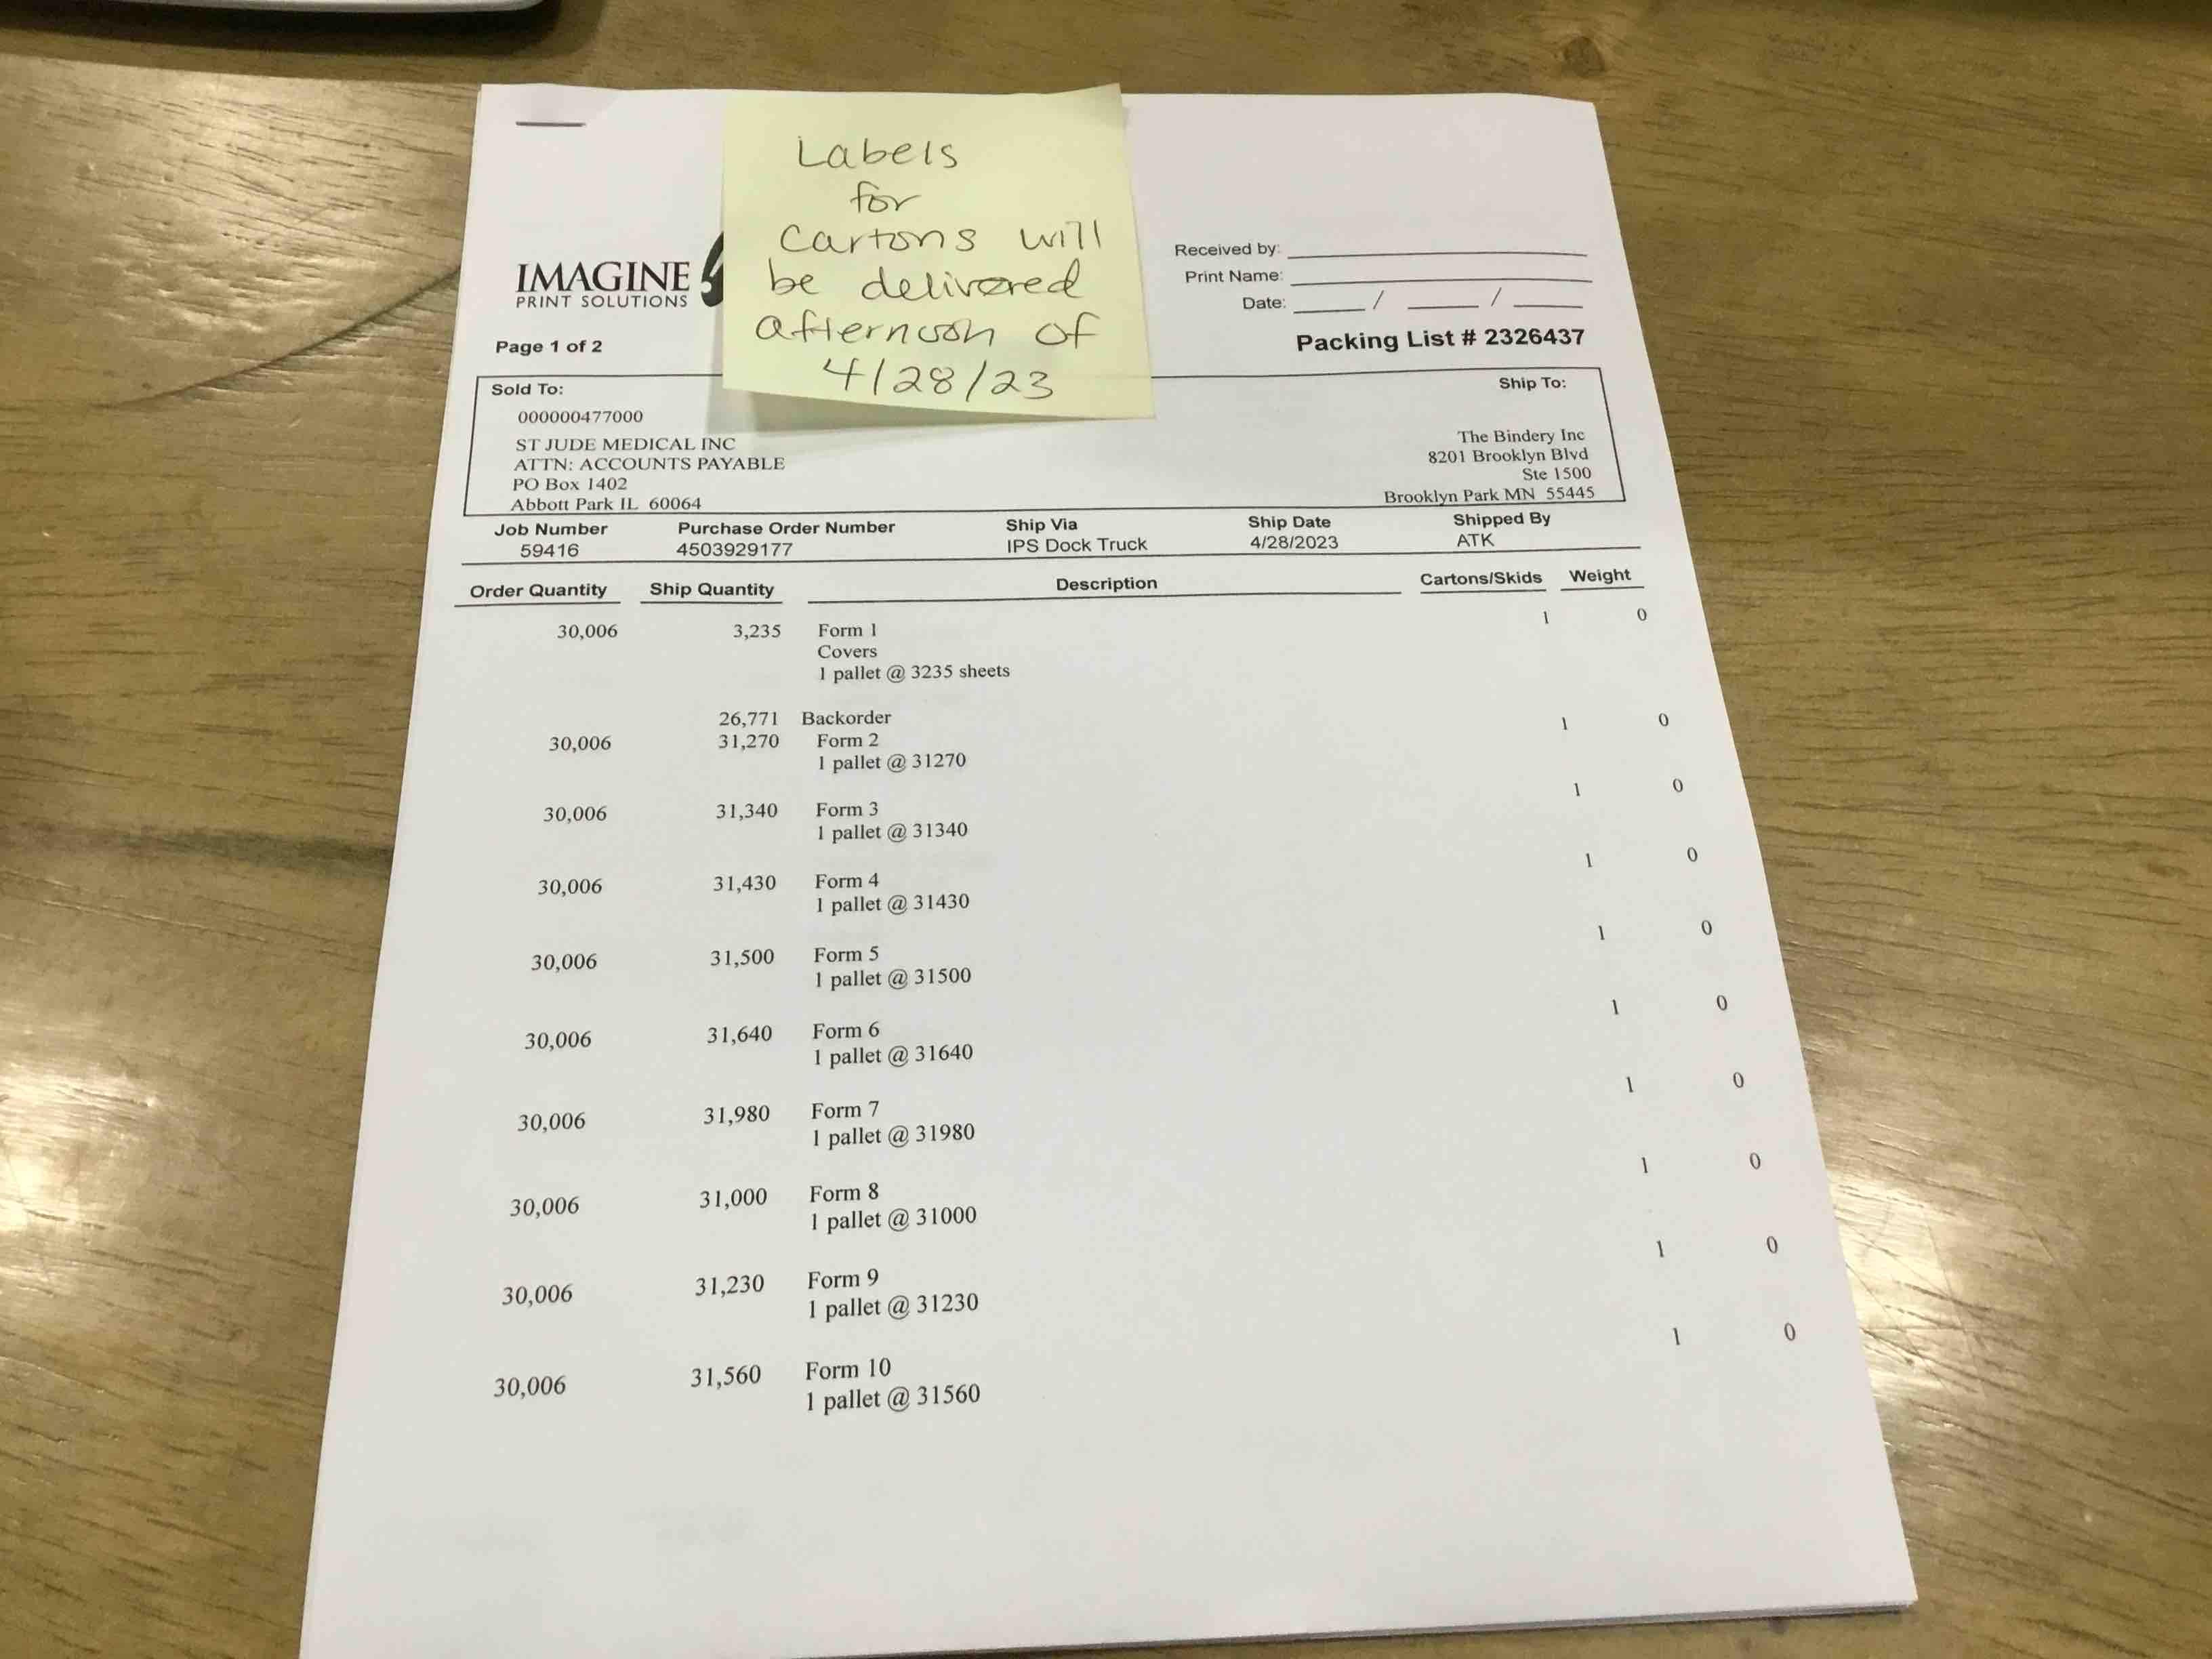 Labels
for
Cartons will
be delivered
afternoon of
4/28/23
IMAGINE
PRINT SOLUTIONS
Received by:
Print Name:
Date: / /
Page 1 of 2
Packing List # 2326437
Sold To:
000000477000
ST JUDE MEDICAL INC
ATTN: ACCOUNTS PAYABLE
PO Box 1402
Abbott Park IL 60064
Ship To:
The Bindery Inc
8201 Brooklyn Blvd
Ste 1500
Brooklyn Park MN 55445
Job Number Purchase Order Number Ship Via Ship Date Shipped By
59416 4503929177 IPS Dock Truck 4/28/2023 ATK
Order Quantity Ship Quantity Description Cartons/Skids Weight
30,006 3,235 Form 1 1 0
Covers
1 pallet @ 3235 sheets
26,771 Backorder
30,006 31,270 Form 2 1 0
1 pallet @ 31270
30,006 31,340 Form 3 1 0
1 pallet @ 31340
30,006 31,430 Form 4 1 0
1 pallet @ 31430
30,006 31,500 Form 5 1 0
1 pallet @ 31500
30,006 31,640 Form 6 1 0
1 pallet @ 31640
30,006 31,980 Form 7 1 0
1 pallet @ 31980
30,006 31,000 Form 8 1 0
1 pallet @ 31000
30,006 31,230 Form 9 1 0
1 pallet @ 31230
30,006 31,560 Form 10 1 0
1 pallet @ 31560